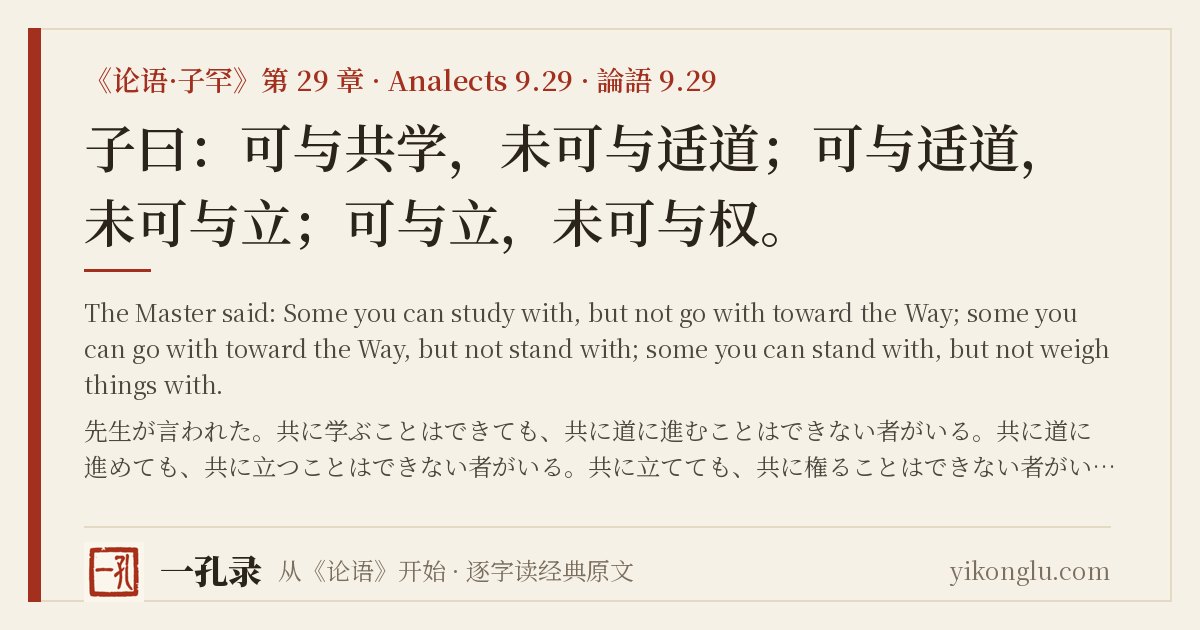 《论语·子罕》第 29 章 · Analects 9.29 · 論語 9.29
子曰：可与共学，未可与适道；可与适道，
未可与立；可与立，未可与权。
The Master said: Some you can study with, but not go with toward the Way; some you
can go with toward the Way, but not stand with; some you can stand with, but not weigh
things with.
先生が言われた。共に学ぶことはできても、共に道に進むことはできない者がいる。共に道に
進めても、共に立つことはできない者がいる。共に立てても、共に権ることはできない者がい…
一孔
一孔录 从《论语》开始 · 逐字读经典原文 yikonglu.com